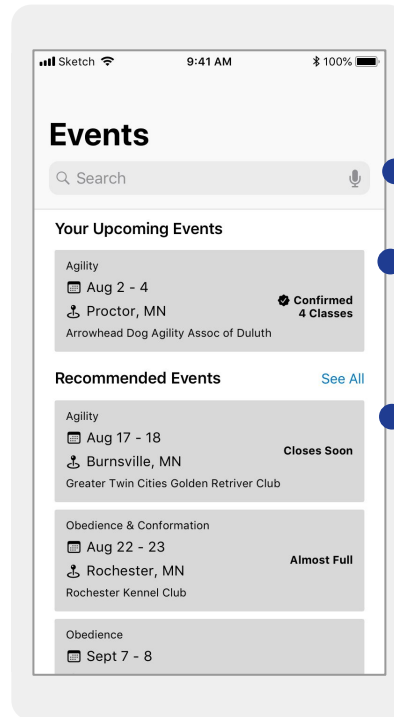 Sketch 9:41 AM 100%
Events
Search
Your Upcoming Events
Agility
Aug 2 - 4
Proctor, MN
Confirmed
4 Classes
Arrowhead Dog Agility Assoc of Duluth
Recommended Events See All
Agility
Aug 17 - 18
Burnsville, MN
Closes Soon
Greater Twin Cities Golden Retriver Club
Obedience & Conformation
Aug 22 - 23
Rochester, MN
Almost Full
Rochester Kennel Club
Obedience
Sept 7 - 8